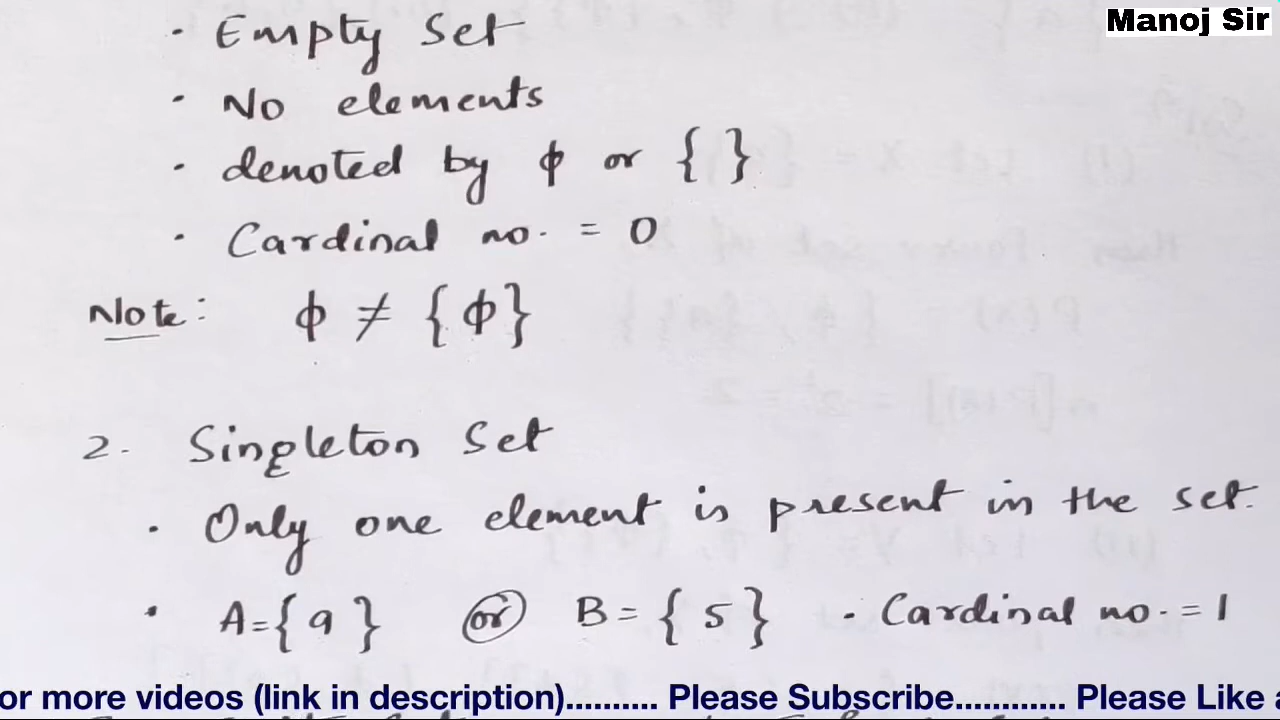 Manoj Sir
· Empty Set
· No elements
· denoted by ϕ or { }
· Cardinal no. = 0
Note: ϕ ≠ {ϕ}
2. Singleton Set
· Only one element is present in the set.
· A={ a } or B = { 5 } · Cardinal no. = 1
or more videos (link in description).......... Please Subscribe............. Please Like